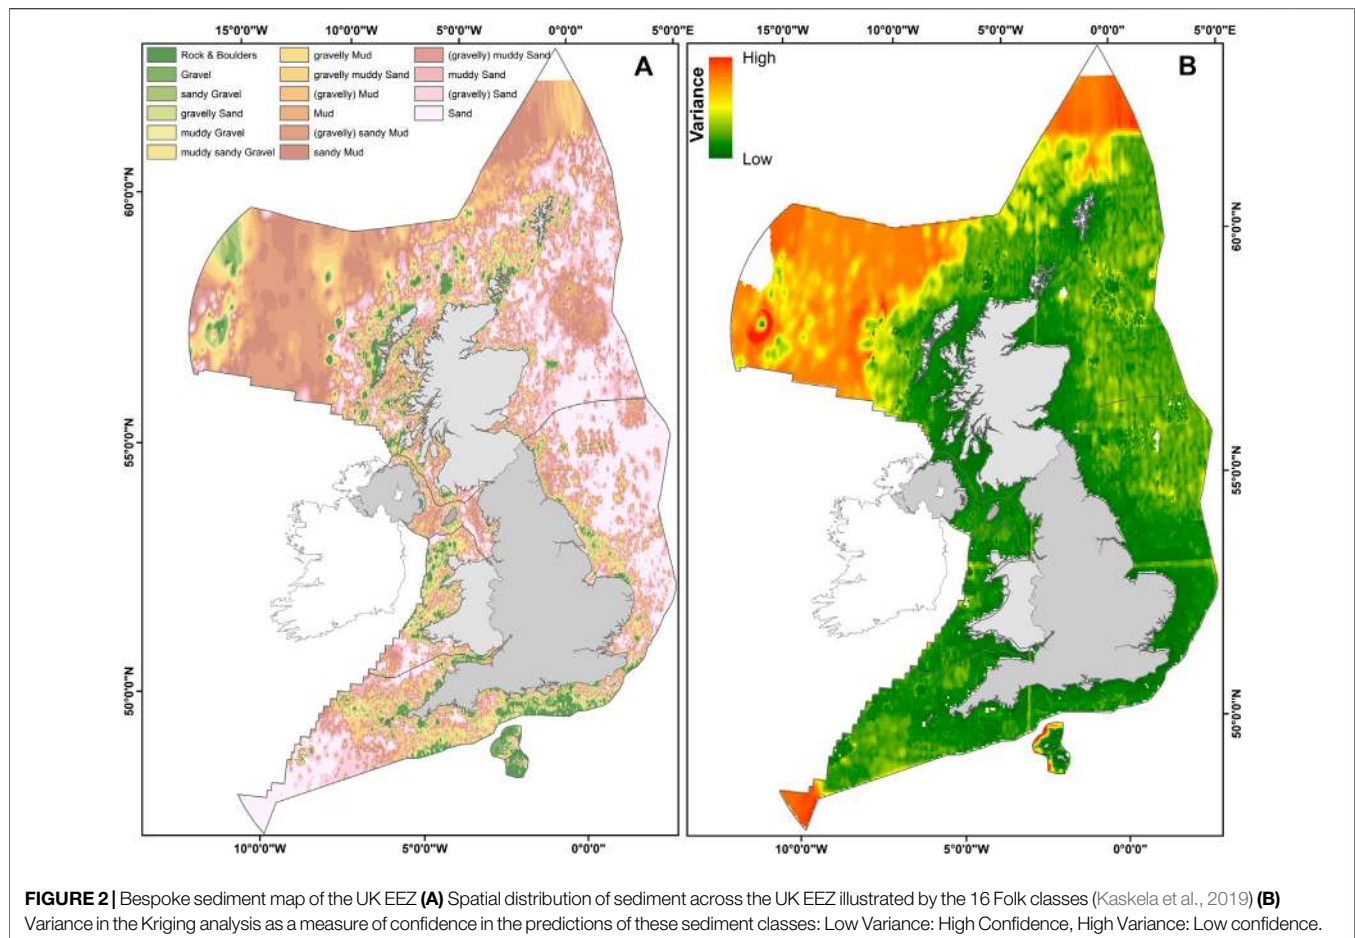 15°0'0"W 10°0'0"W 5°0'0"W 0°0'0" 5°0'0"E
15°0'0"W 10°0'0"W 5°0'0"W 0°0'0" 5°0'0"E
Rock & Boulders
Gravel
sandy Gravel
gravelly Sand
muddy Gravel
muddy sandy Gravel
gravelly Mud
gravelly muddy Sand
(gravelly) Mud
Mud
(gravelly) sandy Mud
sandy Mud
(gravelly) muddy Sand
muddy Sand
(gravelly) Sand
Sand
A
60°0'0"N
55°0'0"N
50°0'0"N
10°0'0"W 5°0'0"W 0°0'0"
Variance
High
Low
B
60°0'0"N
55°0'0"N
50°0'0"N
10°0'0"W 5°0'0"W 0°0'0"
FIGURE 2 | Bespoke sediment map of the UK EEZ (A) Spatial distribution of sediment across the UK EEZ illustrated by the 16 Folk classes (Kaskela et al., 2019) (B)
Variance in the Kriging analysis as a measure of confidence in the predictions of these sediment classes: Low Variance: High Confidence, High Variance: Low confidence.